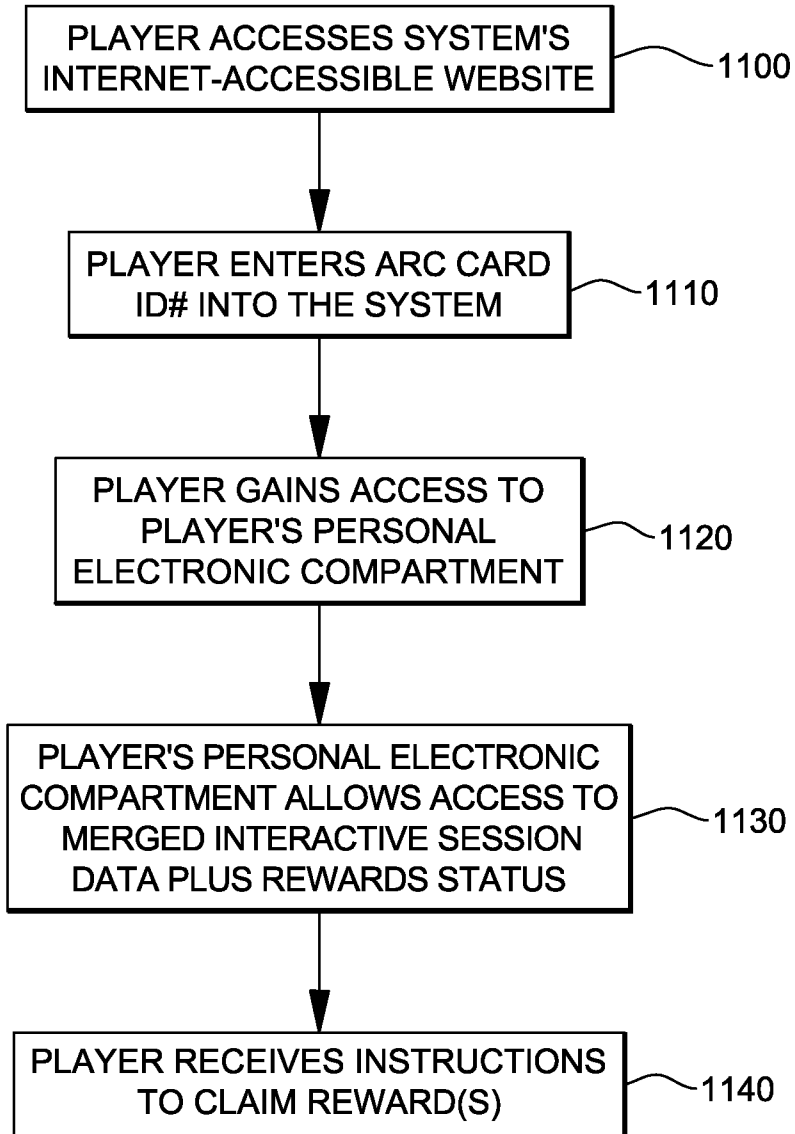 PLAYER ACCESSES SYSTEM'S
INTERNET-ACCESSIBLE WEBSITE
1100
PLAYER ENTERS ARC CARD
ID# INTO THE SYSTEM
1110
PLAYER GAINS ACCESS TO
PLAYER'S PERSONAL
ELECTRONIC COMPARTMENT
1120
PLAYER'S PERSONAL ELECTRONIC
COMPARTMENT ALLOWS ACCESS TO
MERGED INTERACTIVE SESSION
DATA PLUS REWARDS STATUS
1130
PLAYER RECEIVES INSTRUCTIONS
TO CLAIM REWARD(S)
1140